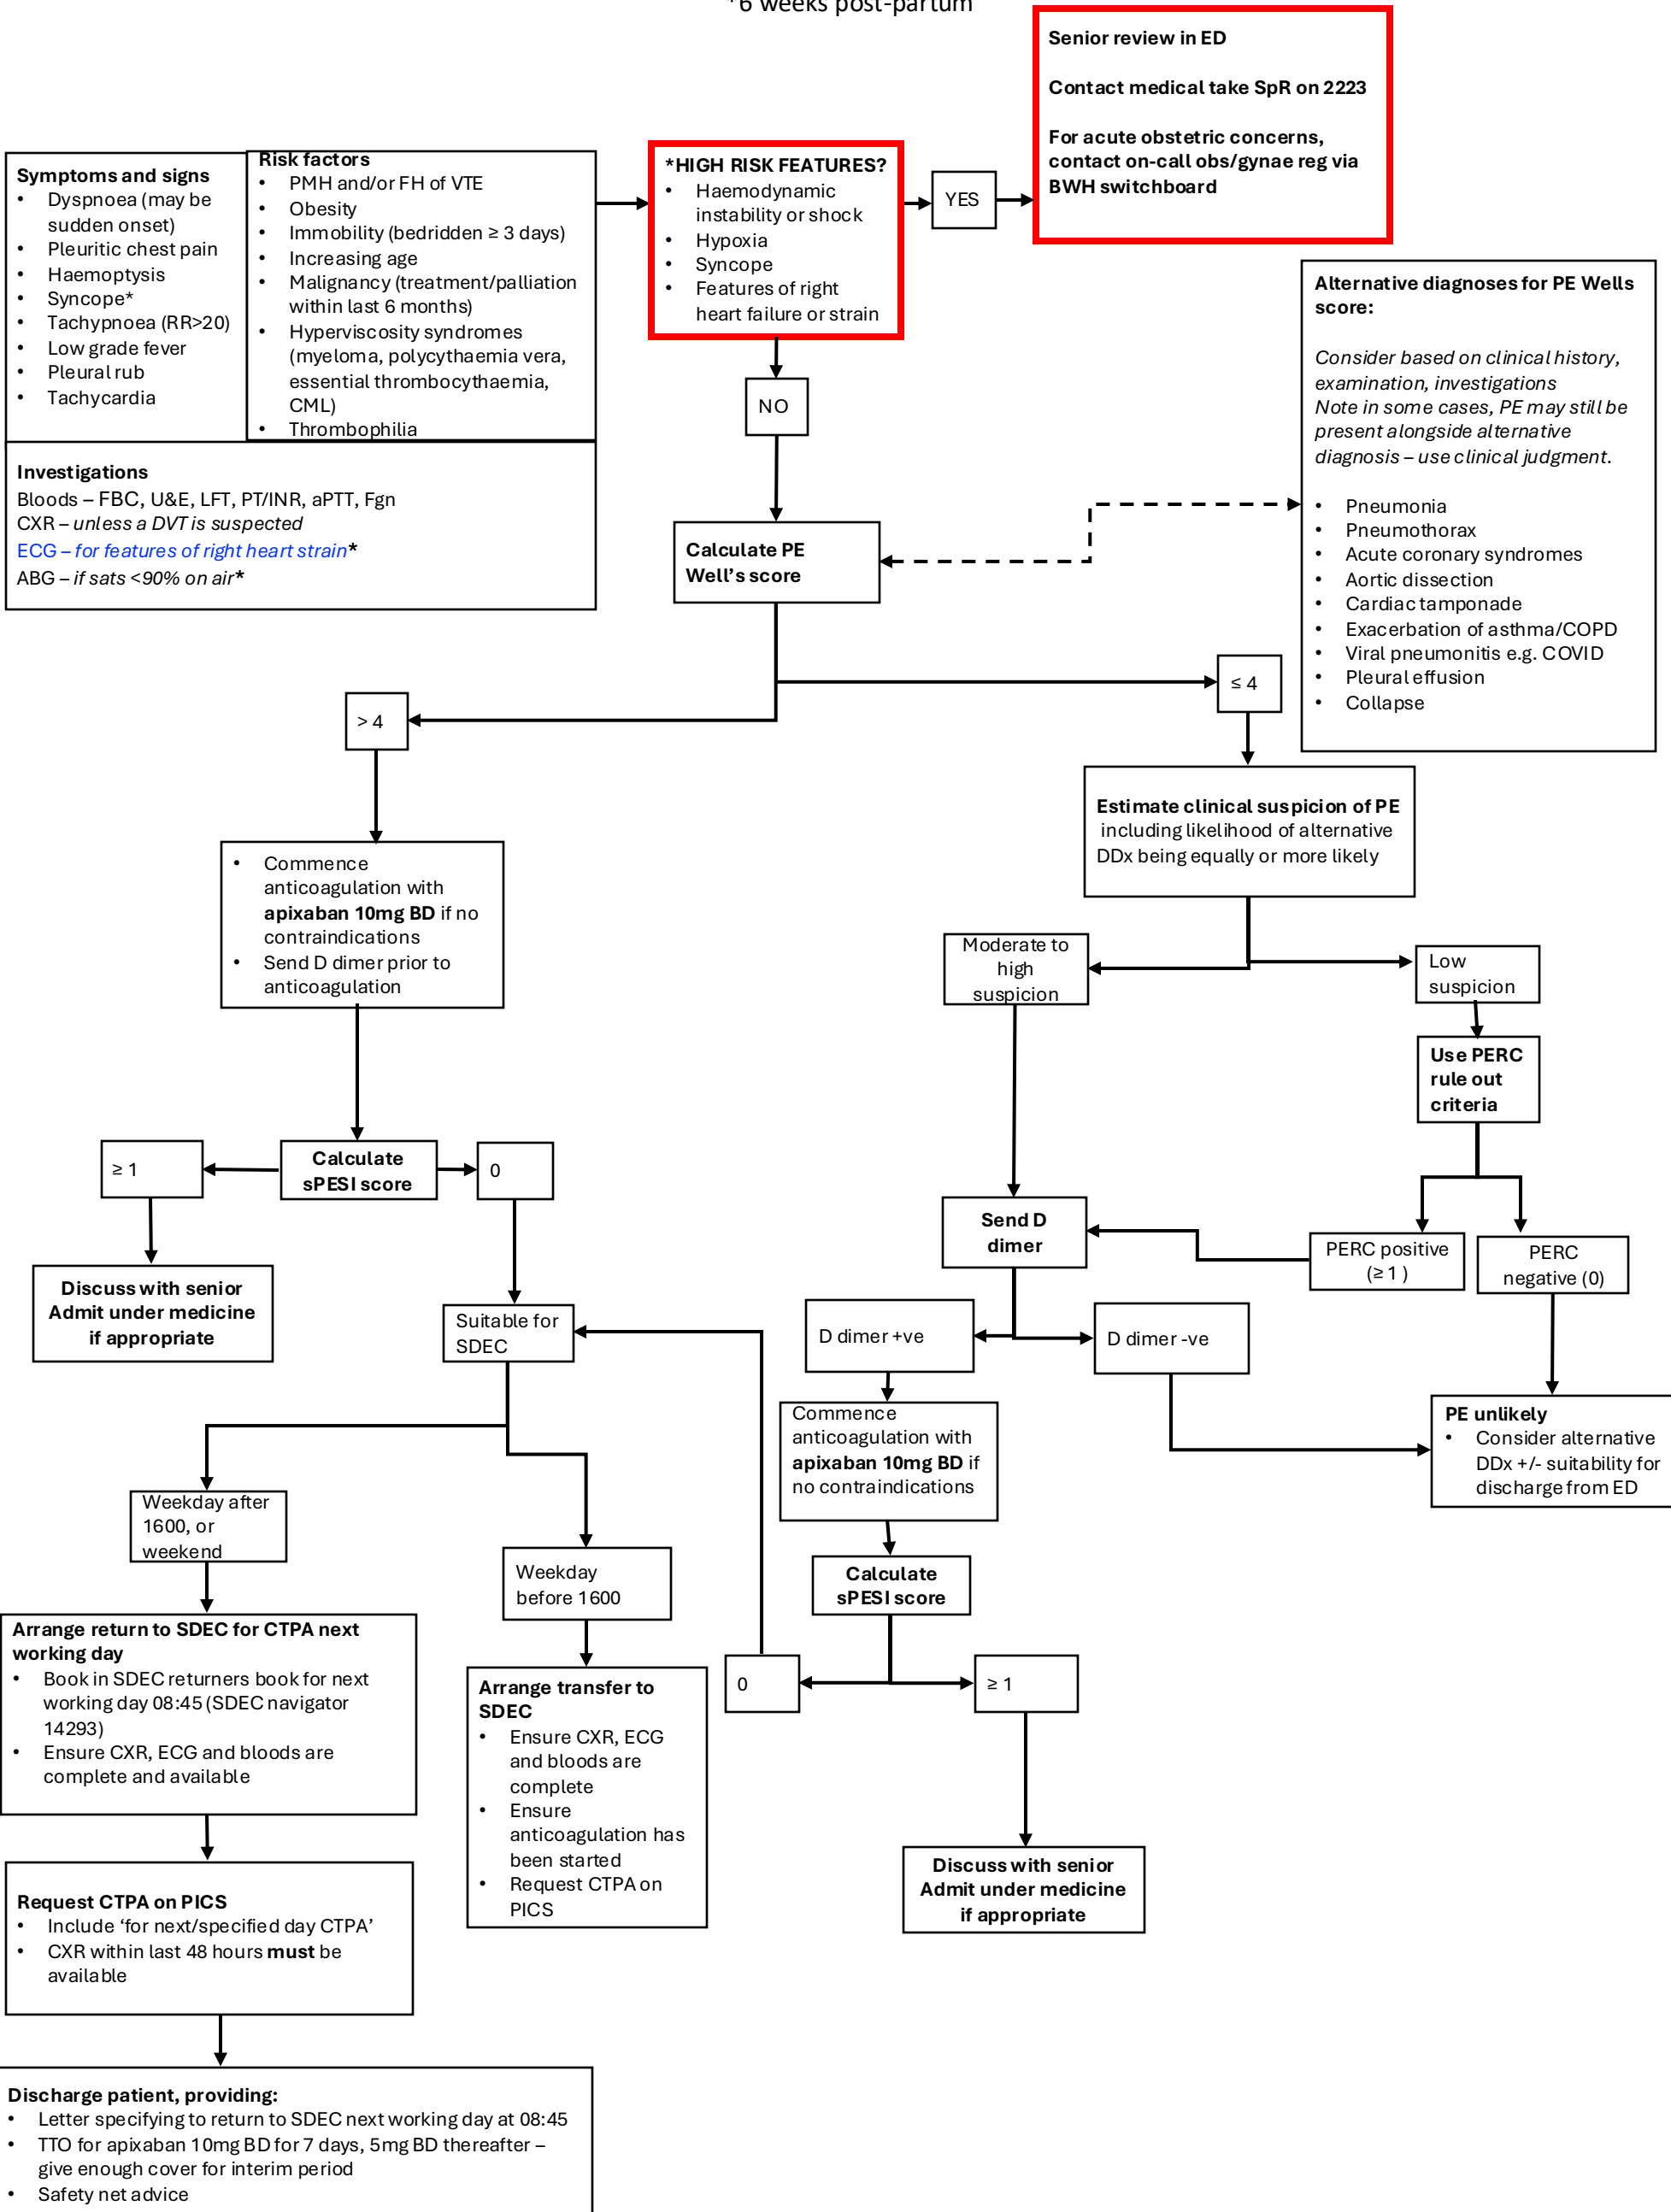 *6 weeks post-partum
Senior review in ED
Contact medical take SpR on 2223
For acute obstetric concerns,
contact on-call obs/gynae reg via
BWH switchboard
Symptoms and signs
• Dyspnoea (may be
sudden onset)
• Pleuritic chest pain
• Haemoptysis
• Syncope*
• Tachypnoea (RR>20)
• Low grade fever
• Pleural rub
• Tachycardia
Risk factors
• PMH and/or FH of VTE
• Obesity
• Immobility (bedridden ≥ 3 days)
• Increasing age
• Malignancy (treatment/palliation
within last 6 months)
• Hyperviscosity syndromes
(myeloma, polycythaemia vera,
essential thrombocythaemia,
CML)
• Thrombophilia
*HIGH RISK FEATURES?
• Haemodynamic
instability or shock
• Hypoxia
• Syncope
• Features of right
heart failure or strain
YES
NO
Investigations
Bloods – FBC, U&E, LFT, PT/INR, aPTT, Fgn
CXR – unless a DVT is suspected
ECG – for features of right heart strain*
ABG – if sats <90% on air*
Alternative diagnoses for PE Wells
score:
Consider based on clinical history,
examination, investigations
Note in some cases, PE may still be
present alongside alternative
diagnosis – use clinical judgment.
• Pneumonia
• Pneumothorax
• Acute coronary syndromes
• Aortic dissection
• Cardiac tamponade
• Exacerbation of asthma/COPD
• Viral pneumonitis e.g. COVID
• Pleural effusion
• Collapse
Calculate PE
Well's score
> 4
≤ 4
Estimate clinical suspicion of PE
including likelihood of alternative
DDx being equally or more likely
• Commence
anticoagulation with
apixaban 10mg BD if no
contraindications
• Send D dimer prior to
anticoagulation
Moderate to
high
suspicion
Low
suspicion
Use PERC
rule out
criteria
≥ 1
Calculate
sPESI score
0
Send D
dimer
PERC positive
(≥ 1 )
PERC
negative (0)
Discuss with senior
Admit under medicine
if appropriate
Suitable for
SDEC
D dimer +ve
D dimer -ve
Commence
anticoagulation with
apixaban 10mg BD if
no contraindications
PE unlikely
• Consider alternative
DDx +/- suitability for
discharge from ED
Weekday after
1600, or
weekend
Weekday
before 1600
Calculate
sPESI score
Arrange return to SDEC for CTPA next
working day
• Book in SDEC returners book for next
working day 08:45 (SDEC navigator
14293)
• Ensure CXR, ECG and bloods are
complete and available
Arrange transfer to
SDEC
• Ensure CXR, ECG
and bloods are
complete
• Ensure
anticoagulation has
been started
• Request CTPA on
PICS
0
≥ 1
Discuss with senior
Admit under medicine
if appropriate
Request CTPA on PICS
• Include ‘for next/specified day CTPA’
• CXR within last 48 hours must be
available
Discharge patient, providing:
• Letter specifying to return to SDEC next working day at 08:45
• TTO for apixaban 10mg BD for 7 days, 5mg BD thereafter –
give enough cover for interim period
• Safety net advice